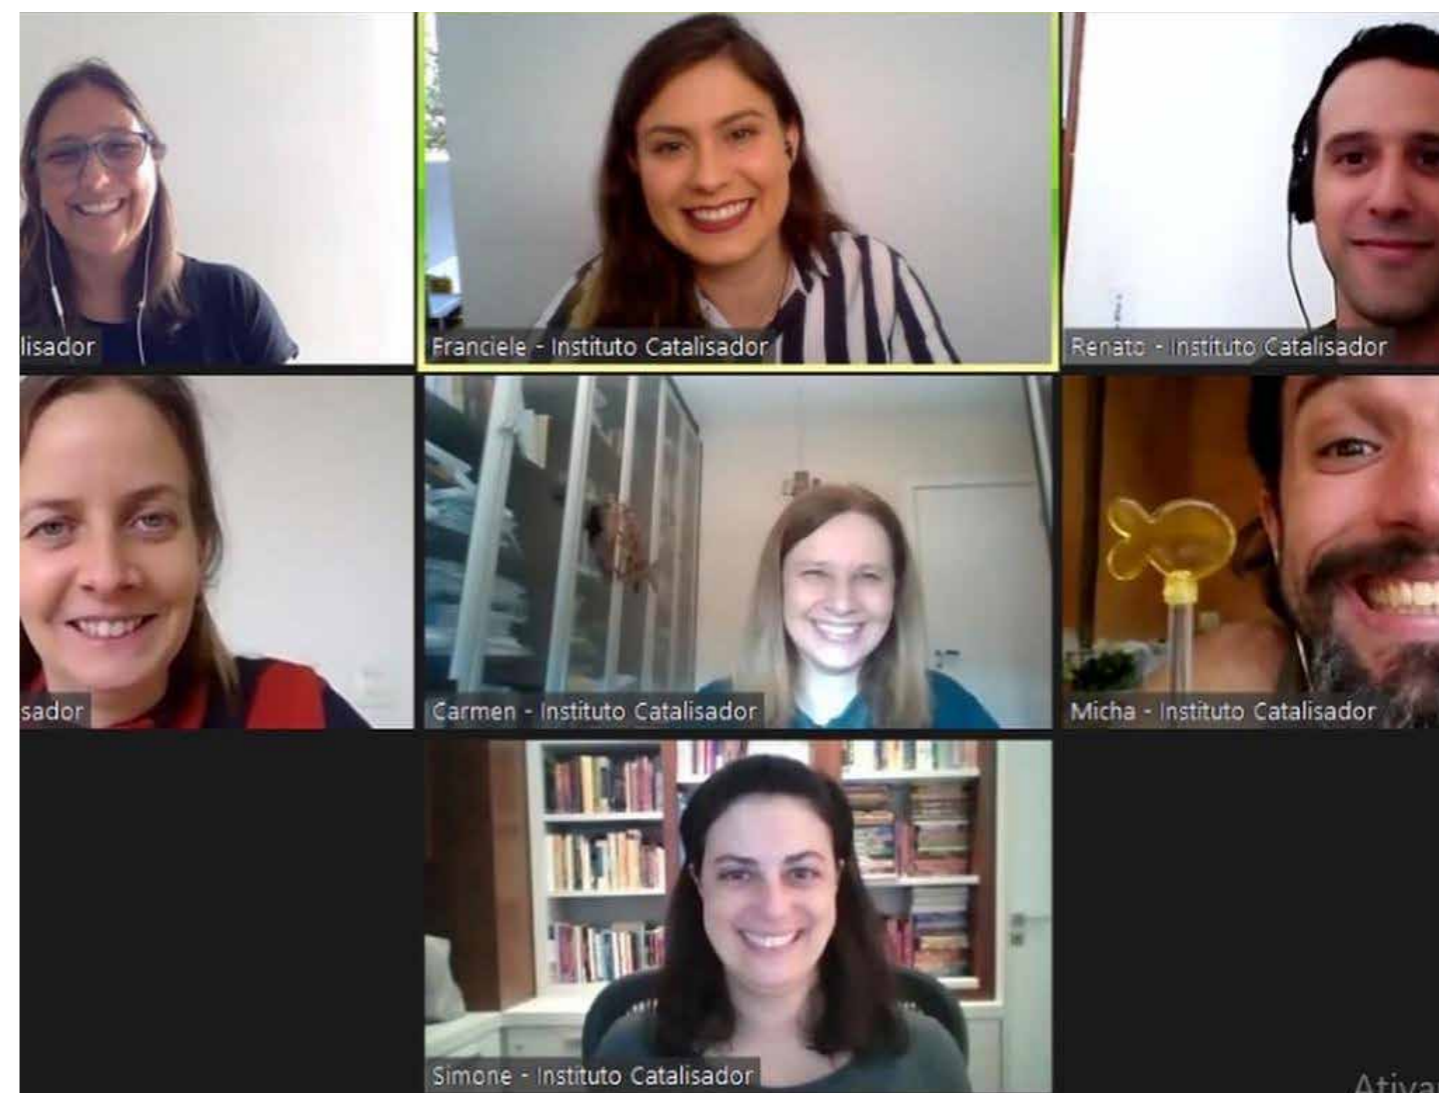 lisador
Franciele - Instituto Catalisador
Renato - Instituto Catalisador
sador
Carmen - Instituto Catalisador
Micha - Instituto Catalisador
Simone - Instituto Catalisador
Ativa